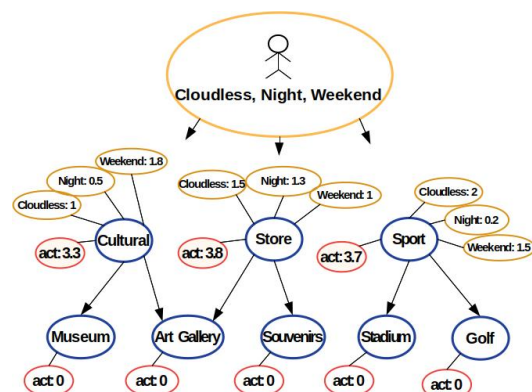 Cloudless, Night, Weekend
Weekend: 1.8
Night: 0.5
Cloudless: 1
Cultural
act: 3.3
Cloudless: 1.5
Night: 1.3
Weekend: 1
Store
act: 3.8
Cloudless: 2
Night: 0.2
Weekend: 1.5
Sport
act: 3.7
Museum
Art Gallery
Souvenirs
Stadium
Golf
act: 0
act: 0
act: 0
act: 0
act: 0